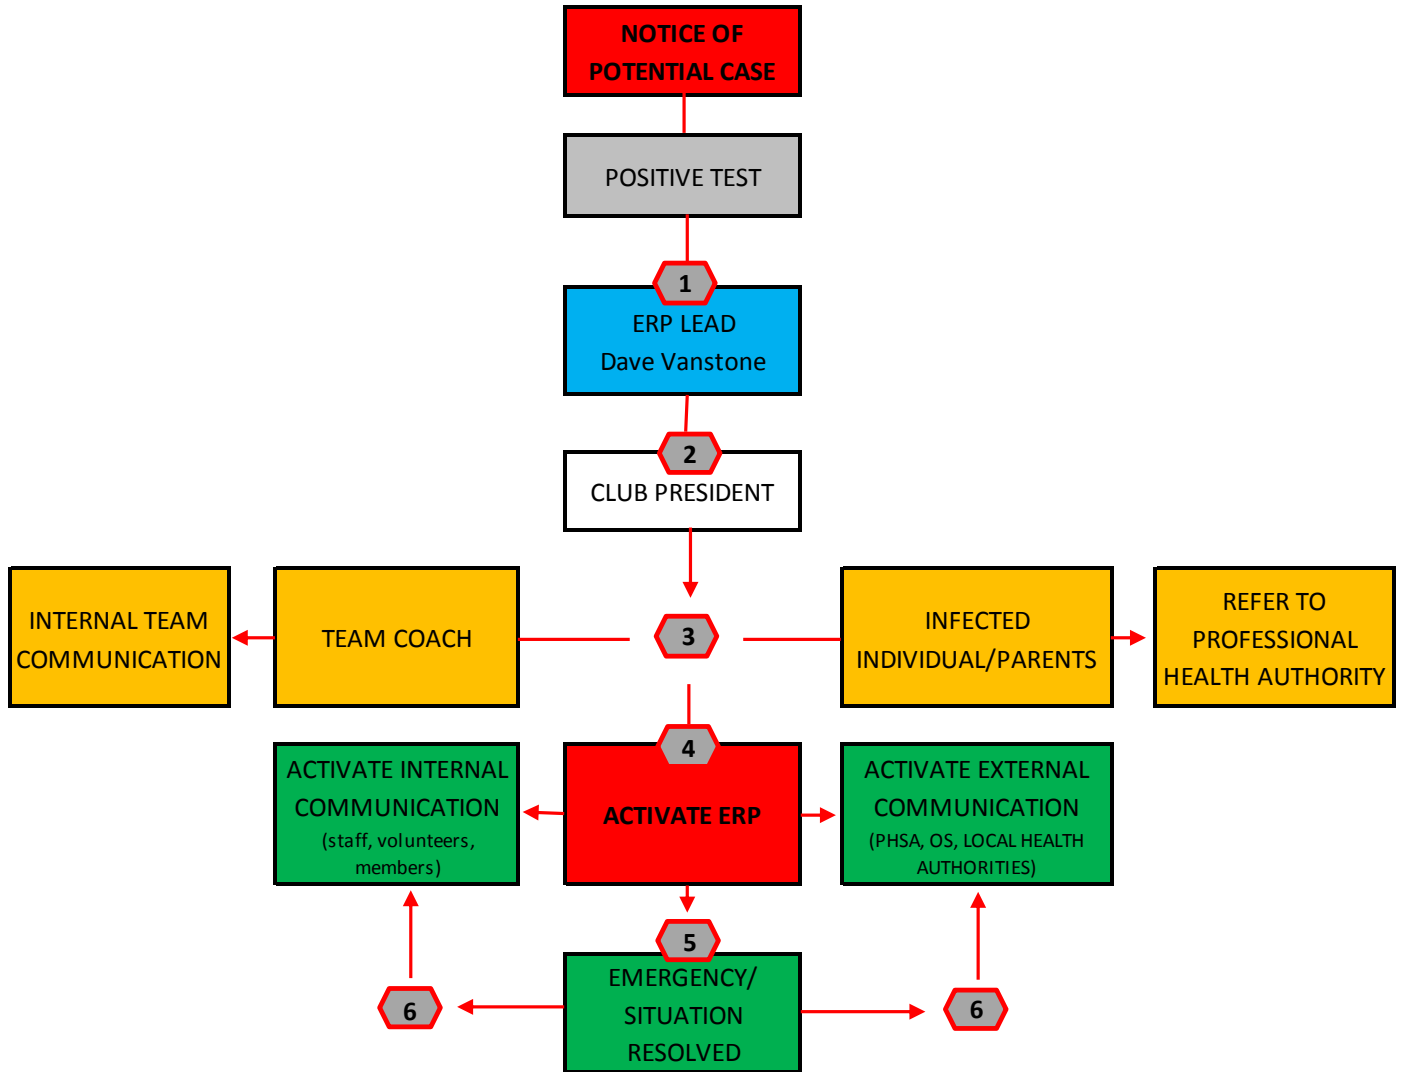 NOTICE OF
POTENTIAL CASE
POSITIVE TEST
1
ERP LEAD
Dave Vanstone
2
CLUB PRESIDENT
INTERNAL TEAM
COMMUNICATION
TEAM COACH
3
INFECTED
INDIVIDUAL/PARENTS
REFER TO
PROFESSIONAL
HEALTH AUTHORITY
4
ACTIVATE INTERNAL
COMMUNICATION
(staff, volunteers,
members)
ACTIVATE ERP
ACTIVATE EXTERNAL
COMMUNICATION
(PHSA, OS, LOCAL HEALTH
AUTHORITIES)
5
EMERGENCY/
SITUATION
RESOLVED
6
6